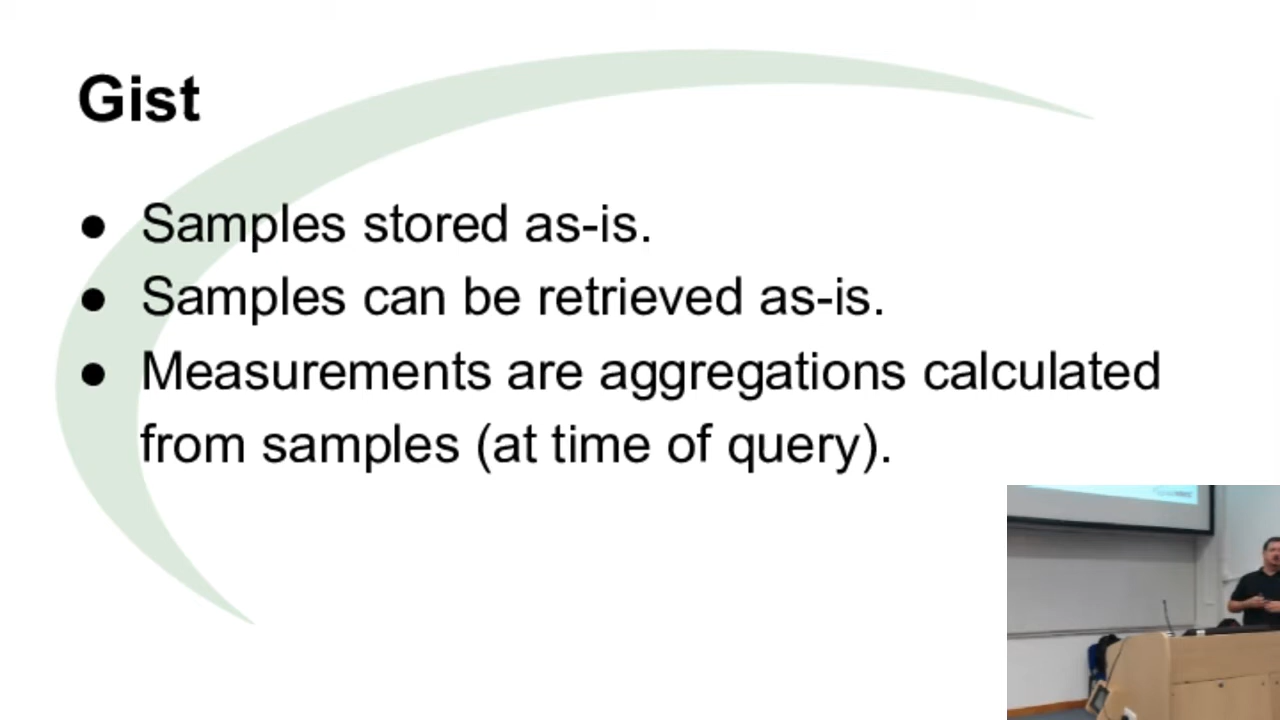 Gist
● Samples stored as-is.
● Samples can be retrieved as-is.
● Measurements are aggregations calculated
from samples (at time of query).